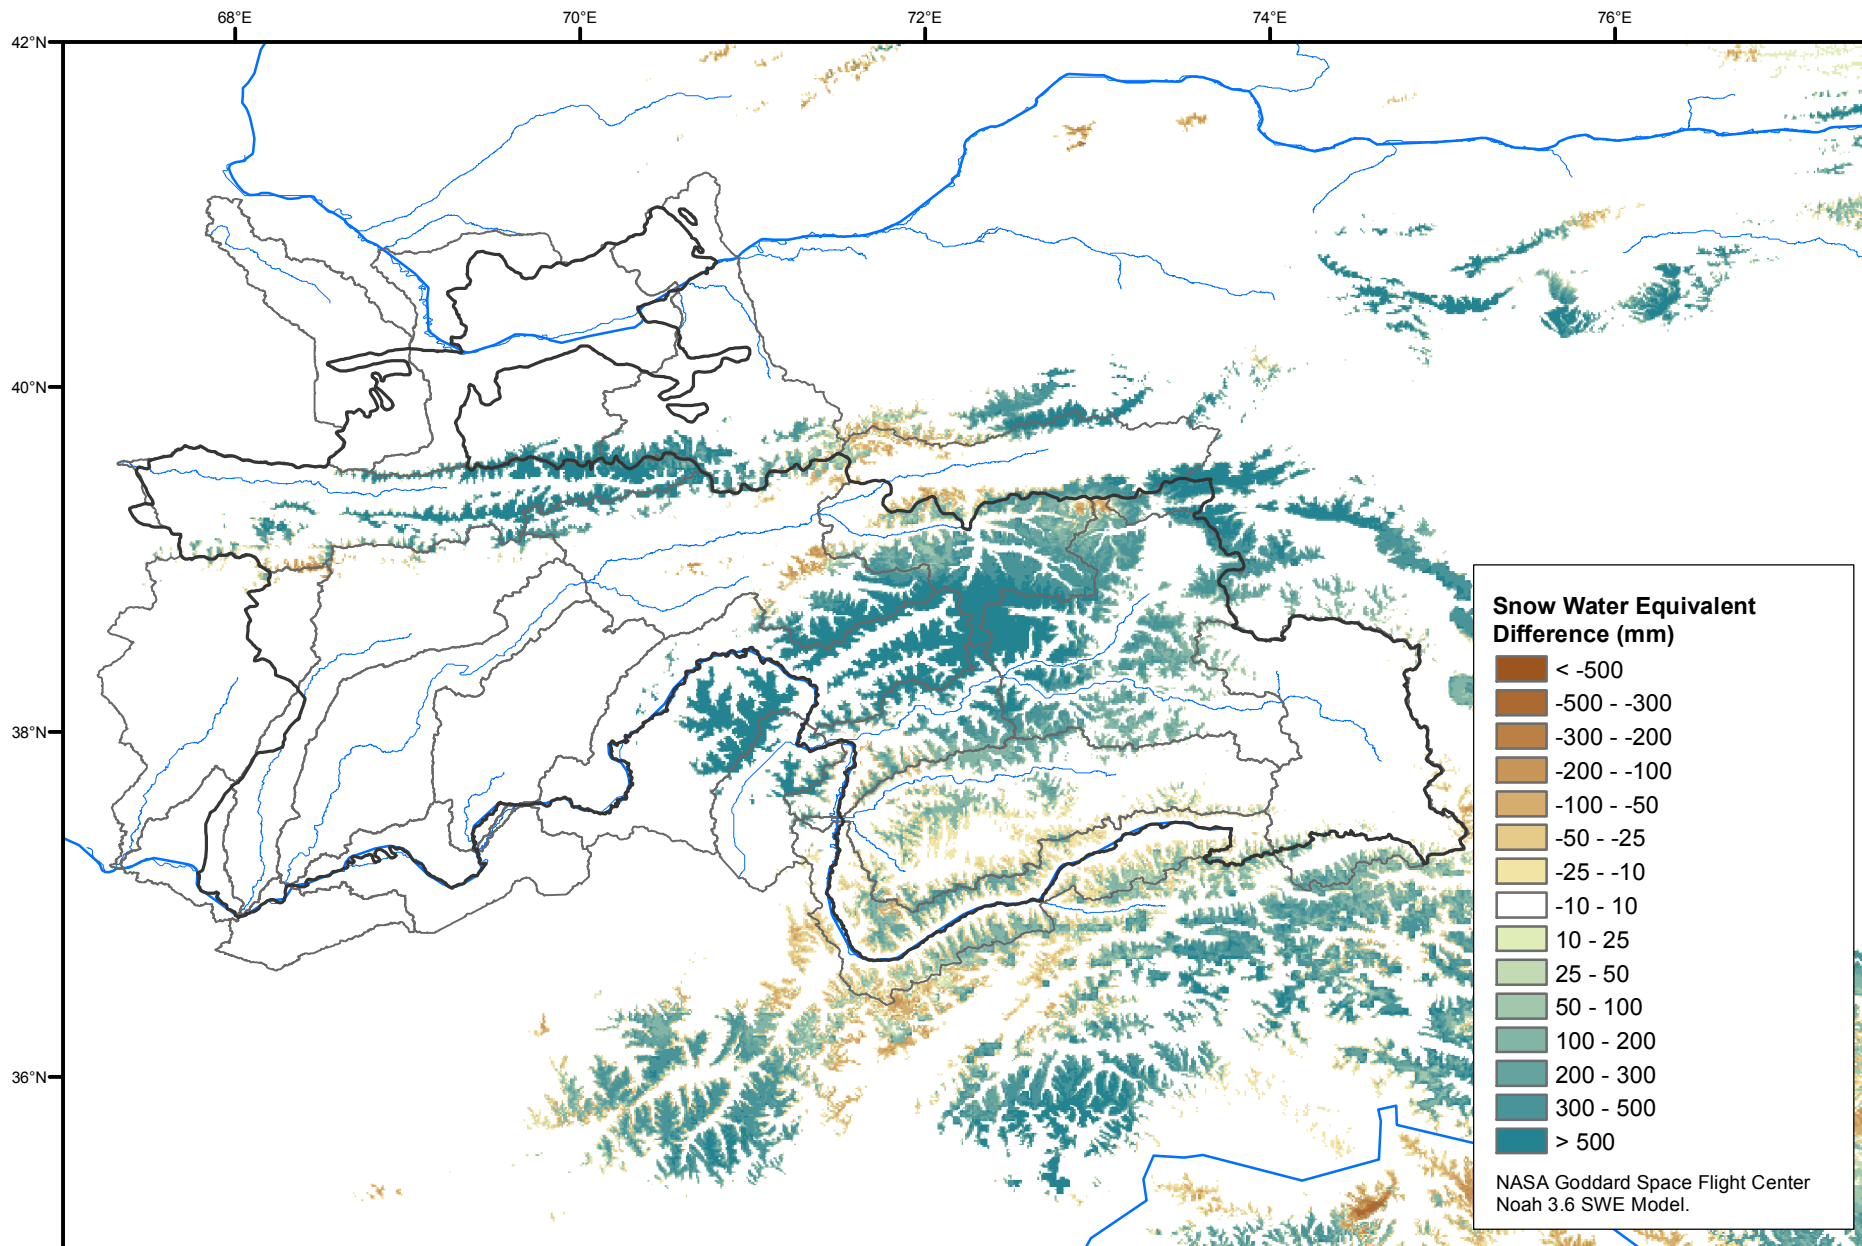 68°E
70°E
72°E
74°E
76°E
42°N
40°N
38°N
36°N
Snow Water Equivalent
Difference (mm)
< -500
-500 - -300
-300 - -200
-200 - -100
-100 - -50
-50 - -25
-25 - -10
-10 - 10
10 - 25
25 - 50
50 - 100
100 - 200
200 - 300
300 - 500
> 500
NASA Goddard Space Flight Center
Noah 3.6 SWE Model.